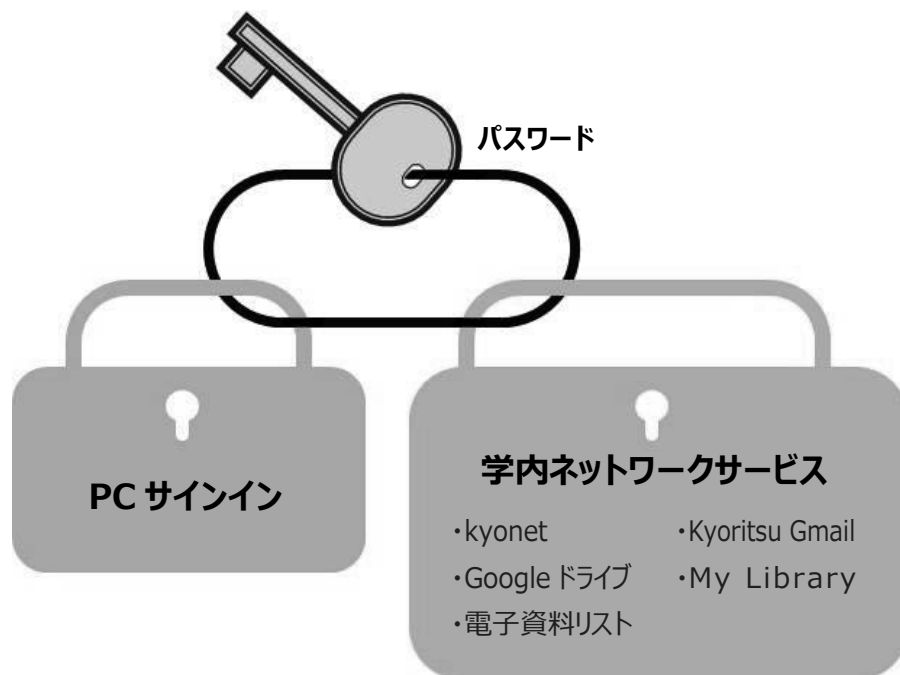 パスワード
PC サインイン
学内ネットワークサービス
・kyonet
・Kyoritsu Gmail
・Google ドライブ
・My Library
・電子資料リスト